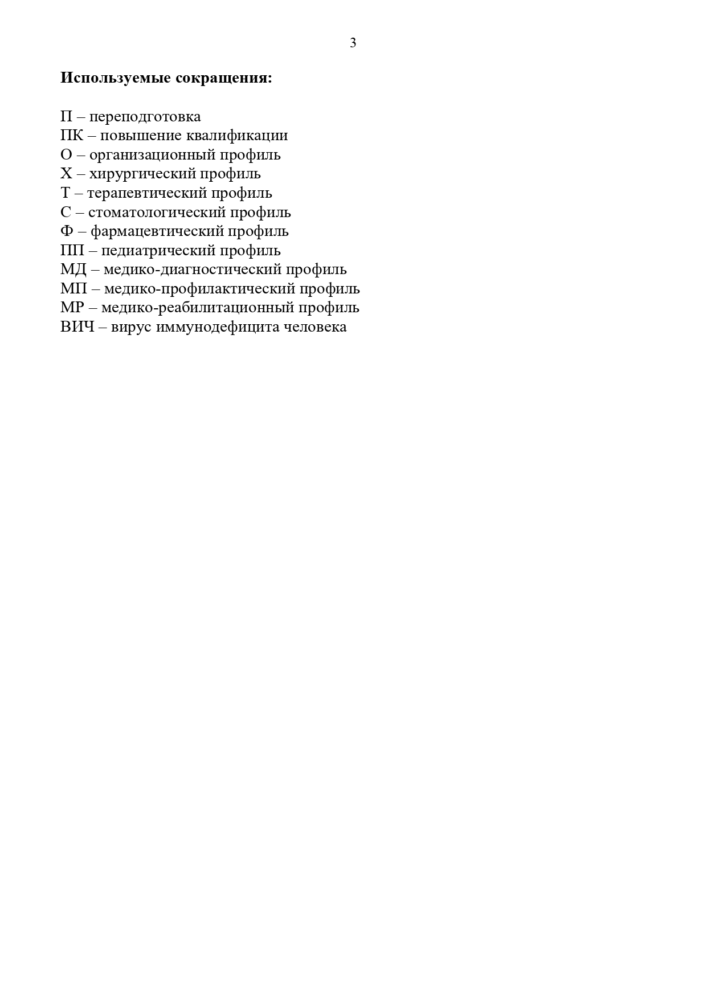 3
Используемые сокращения:
П – переподготовка
ПК – повышение квалификации
О – организационный профиль
Х – хирургический профиль
Т – терапевтический профиль
С – стоматологический профиль
Ф – фармацевтический профиль
ПП – педиатрический профиль
МД – медико-диагностический профиль
МП – медико-профилактический профиль
МР – медико-реабилитационный профиль
ВИЧ – вирус иммунодефицита человека